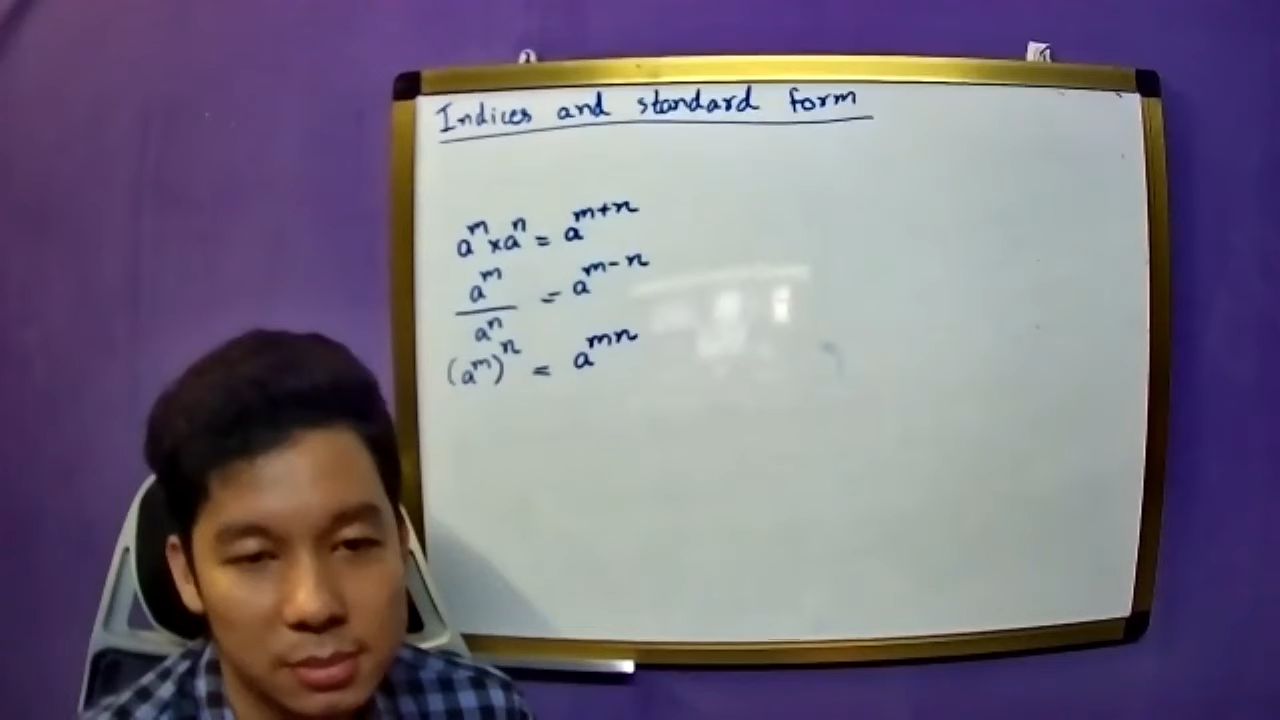 Indices and standard form
a^m × a^n = a^{m+n}
a^m / a^n = a^{m-n}
(a^m)^n = a^{mn}